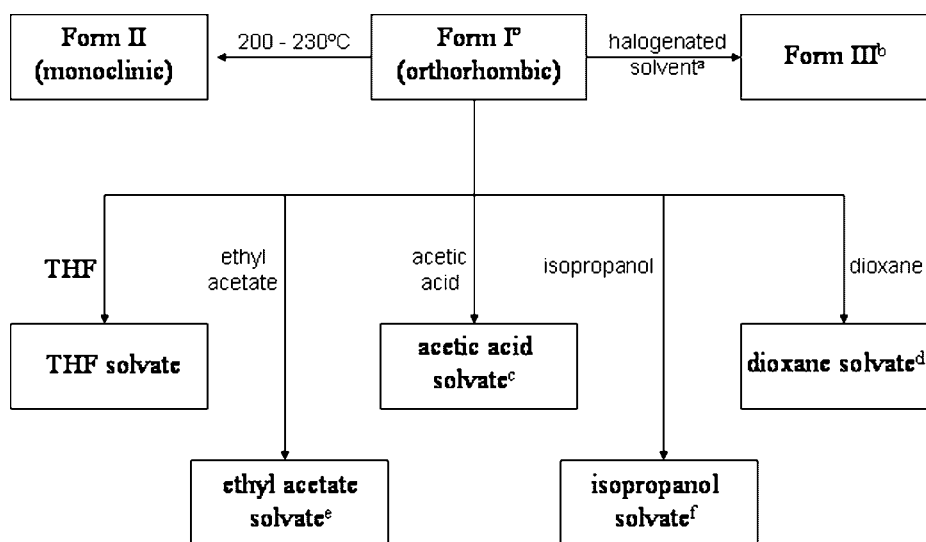 Form II
(monoclinic)
200 - 230ºC
Form Iº
(orthorhombic)
halogenated
solventª
Form IIIᵇ
THF
ethyl
acetate
acetic
acid
isopropanol
dioxane
THF solvate
acetic acid
solvateᶜ
dioxane solvateᵈ
ethyl acetate
solvateᵉ
isopropanol
solvateᶠ